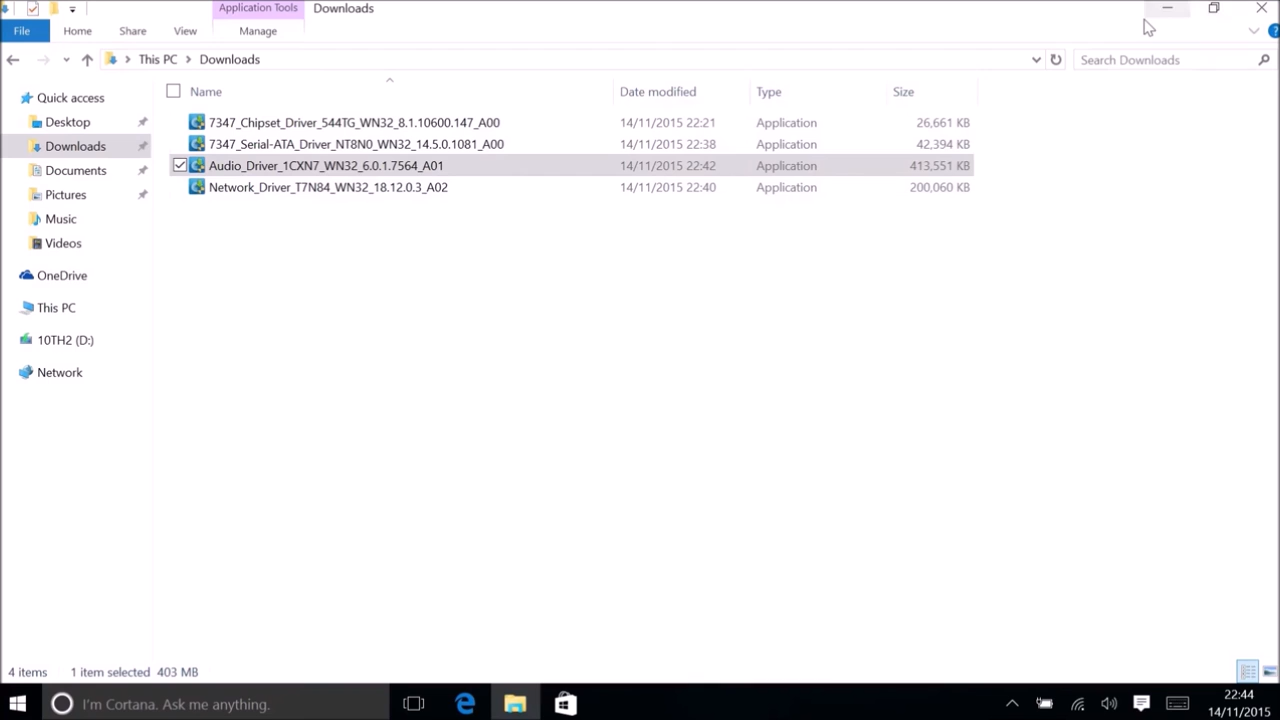 Application Tools Downloads
File Home Share View Manage
This PC Downloads Search Downloads
Name Date modified Type Size
Quick access
Desktop
Downloads
Documents
Pictures
Music
Videos
OneDrive
This PC
10TH2 (D:)
Network
7347_Chipset_Driver_544TG_WN32_8.1.10600.147_A00 14/11/2015 22:21 Application 26,661 KB
7347_Serial-ATA_Driver_NT8N0_WN32_14.5.0.1081_A00 14/11/2015 22:38 Application 42,394 KB
Audio_Driver_1CXN7_WN32_6.0.1.7564_A01 14/11/2015 22:42 Application 413,551 KB
Network_Driver_T7N84_WN32_18.12.0.3_A02 14/11/2015 22:40 Application 200,060 KB
4 items 1 item selected 403 MB
I'm Cortana. Ask me anything.
22:44
14/11/2015